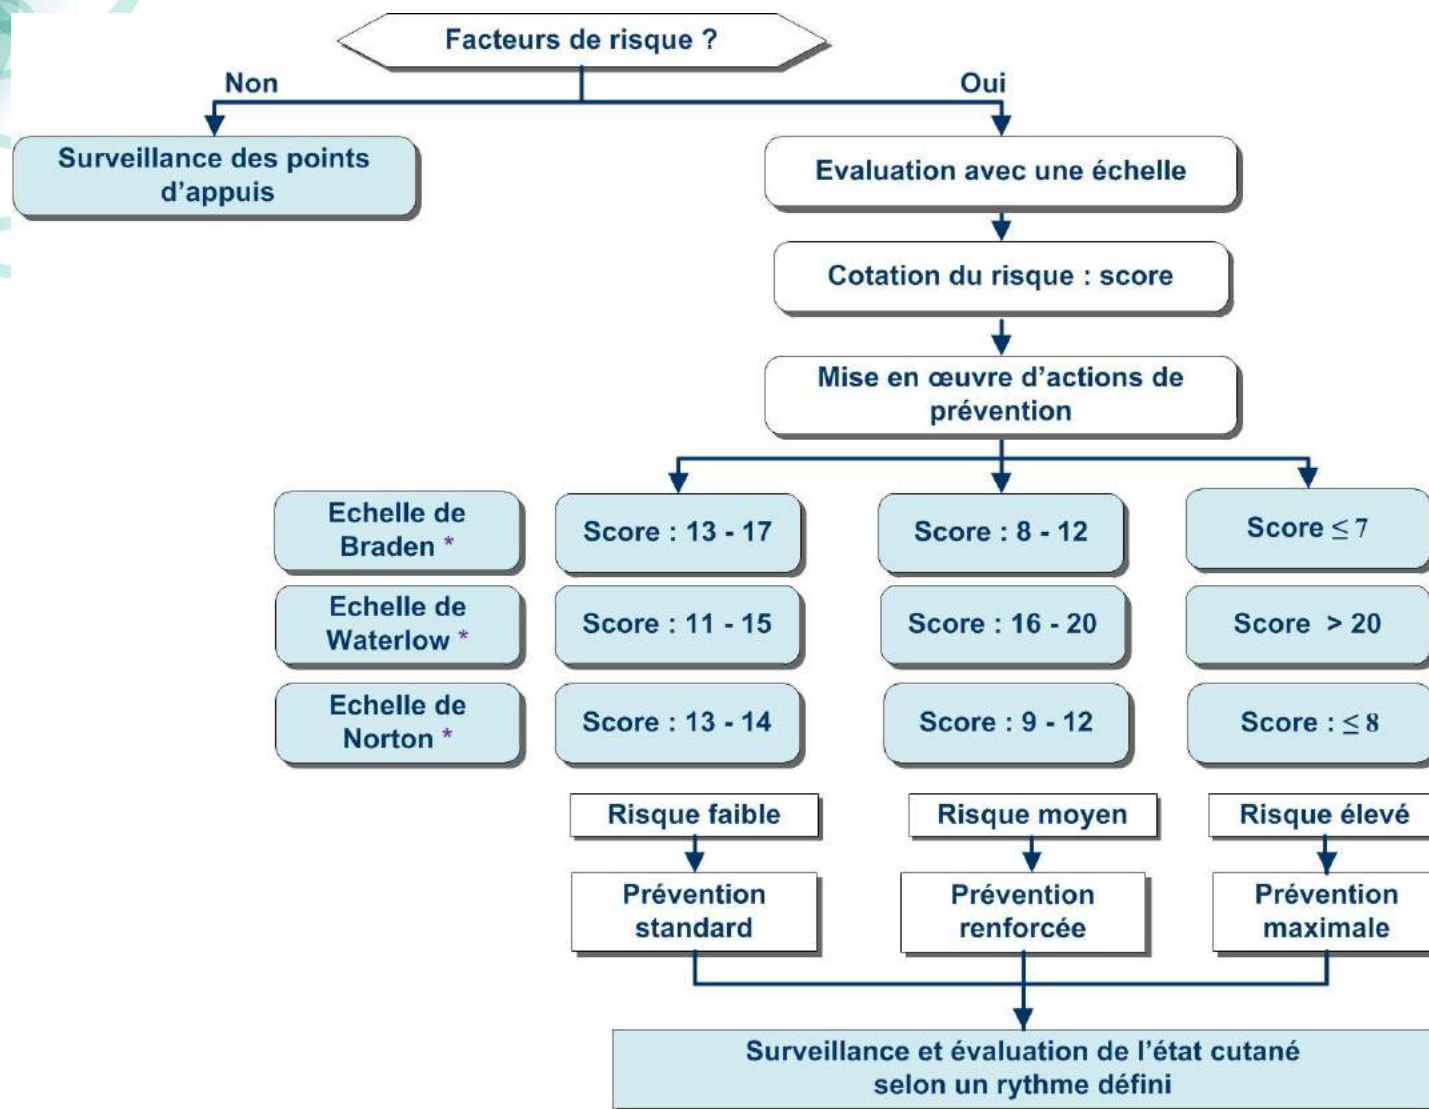 Facteurs de risque ?
Non
Oui
Surveillance des points
d'appuis
Evaluation avec une échelle
Cotation du risque : score
Mise en œuvre d'actions de
prévention
Echelle de
Braden *
Score : 13 - 17
Score : 8 - 12
Score ≤ 7
Echelle de
Waterlow *
Score : 11 - 15
Score : 16 - 20
Score > 20
Echelle de
Norton *
Score : 13 - 14
Score : 9 - 12
Score : ≤ 8
Risque faible
Risque moyen
Risque élevé
Prévention
standard
Prévention
renforcée
Prévention
maximale
Surveillance et évaluation de l'état cutané
selon un rythme défini